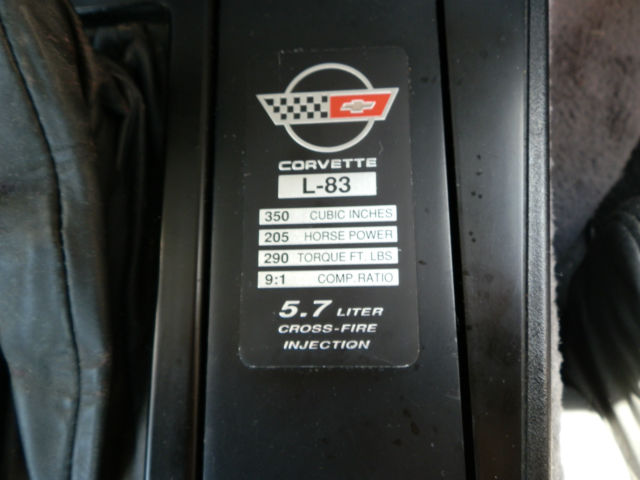 CORVETTE
L-83
350 CUBIC INCHES
205 HORSE POWER
290 TORQUE FT. LBS
9:1 COMP. RATIO
5.7 LITER
CROSS-FIRE
INJECTION